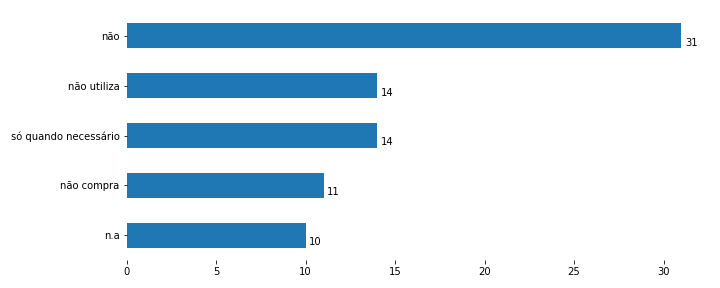 não
31
não utiliza
14
só quando necessário
14
não compra
11
n.a
10
0 5 10 15 20 25 30